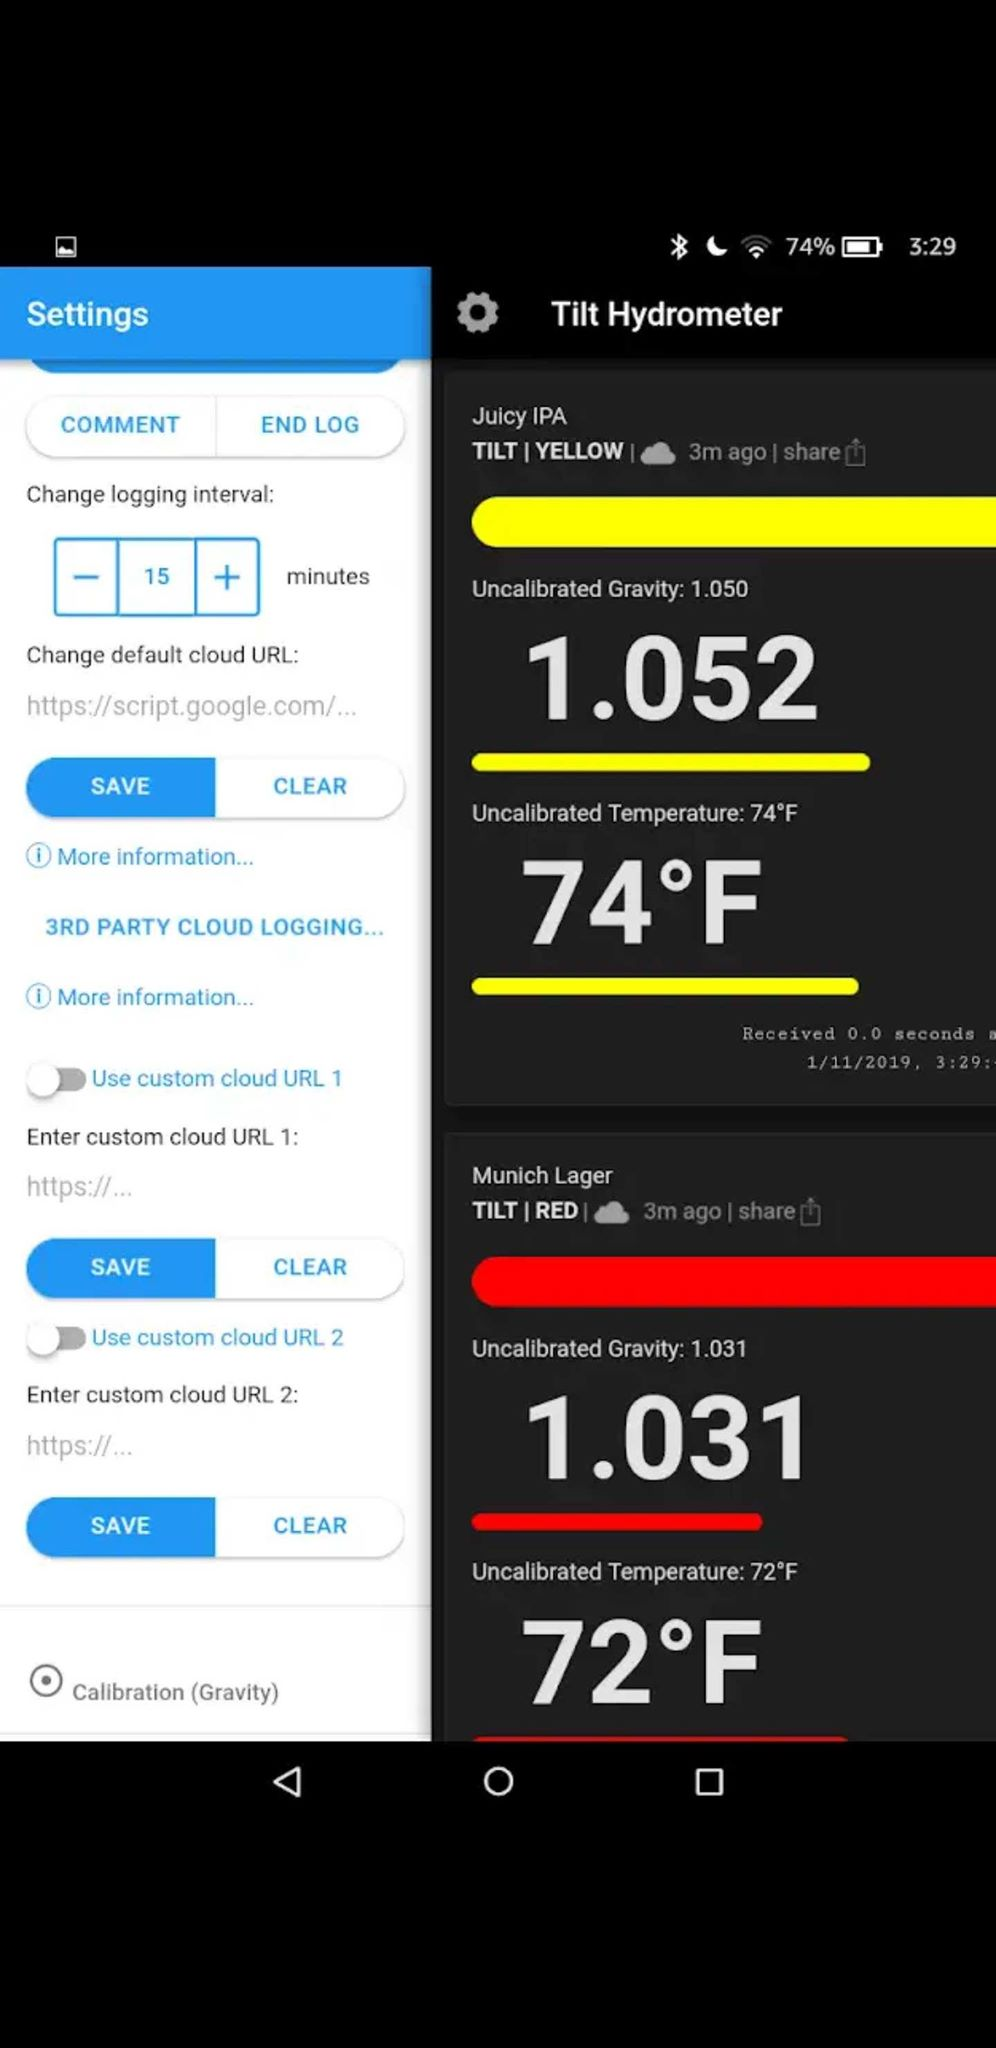 74% 3:29
Settings
COMMENT END LOG
Change logging interval:
− 15 + minutes
Change default cloud URL:
https://script.google.com/...
SAVE CLEAR
More information...
3RD PARTY CLOUD LOGGING...
More information...
Use custom cloud URL 1
Enter custom cloud URL 1:
https://...
SAVE CLEAR
Use custom cloud URL 2
Enter custom cloud URL 2:
https://...
SAVE CLEAR
Calibration (Gravity)
Tilt Hydrometer
Juicy IPA
TILT | YELLOW | 3m ago | share
Uncalibrated Gravity: 1.050
1.052
Uncalibrated Temperature: 74°F
74°F
Received 0.0 seconds a
1/11/2019, 3:29:
Munich Lager
TILT | RED | 3m ago | share
Uncalibrated Gravity: 1.031
1.031
Uncalibrated Temperature: 72°F
72°F